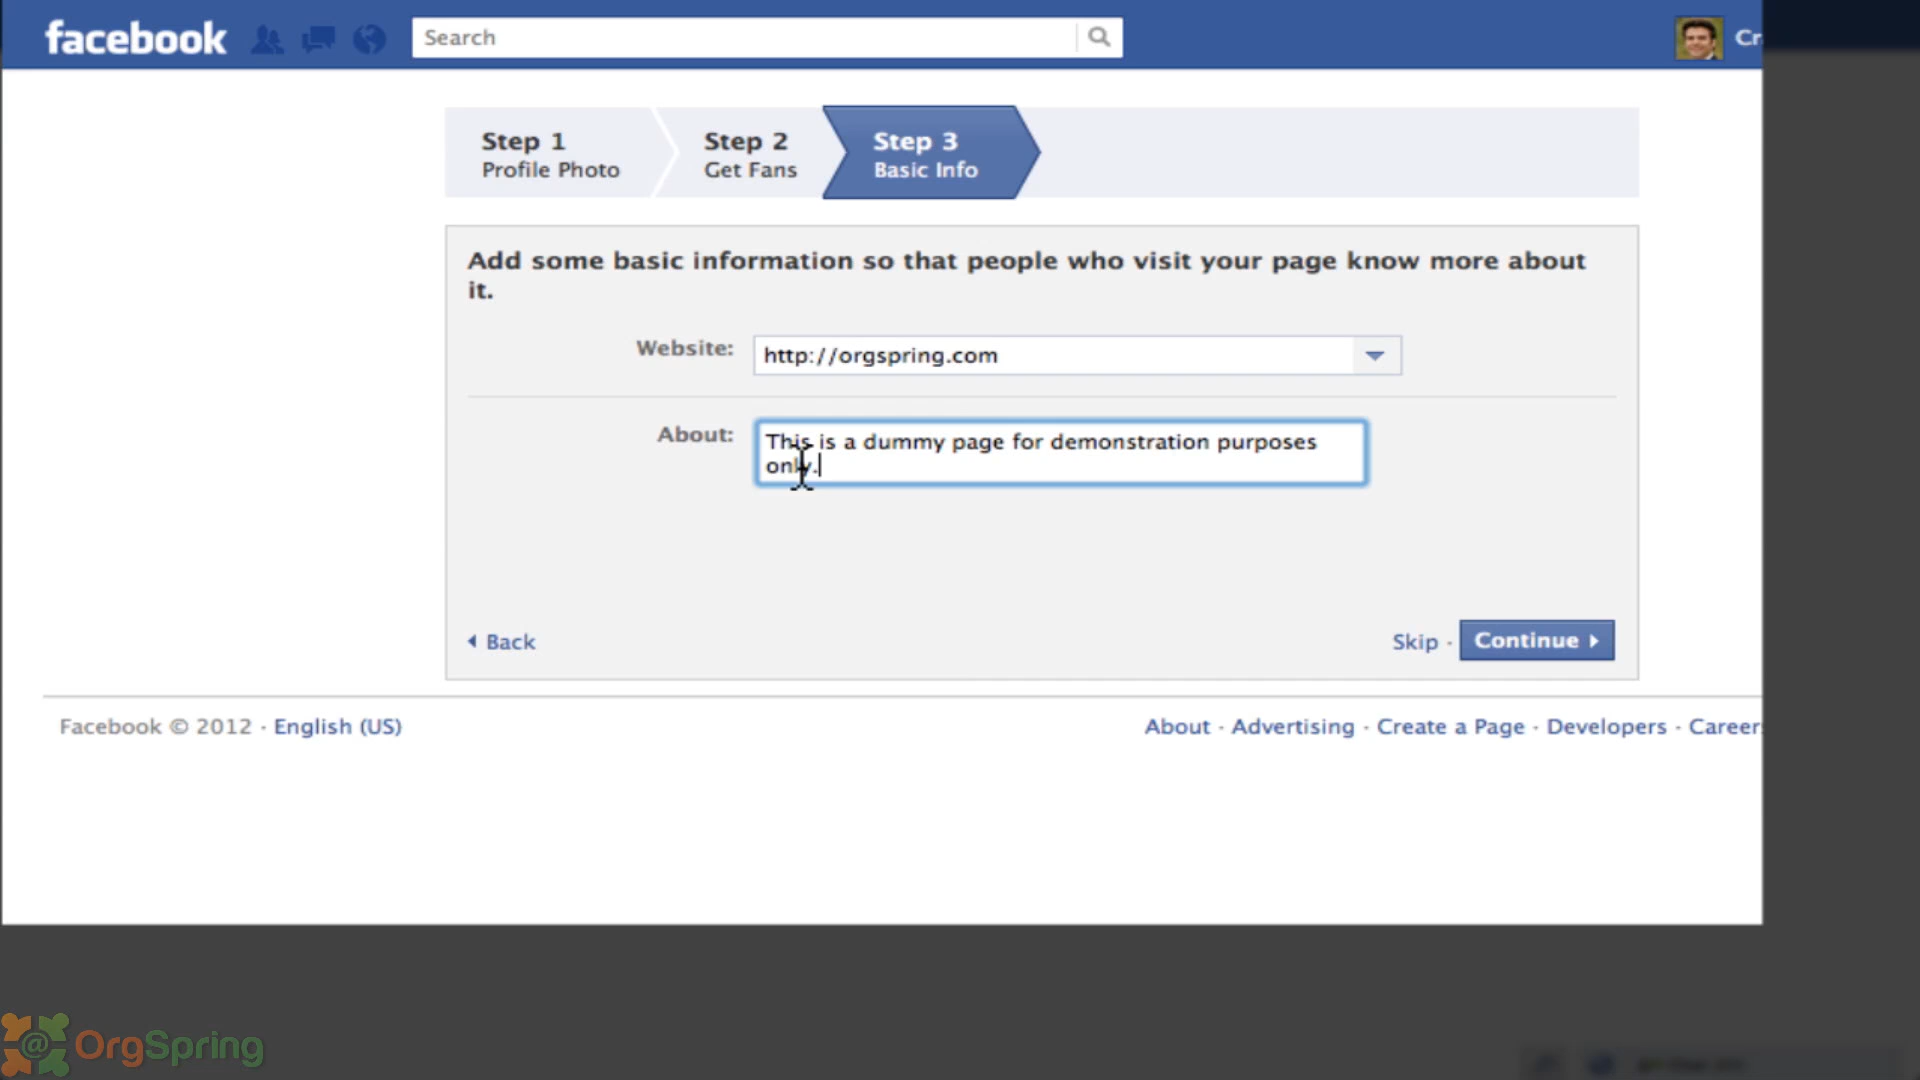 facebook
Search
Step 1
Profile Photo
Step 2
Get Fans
Step 3
Basic Info
Add some basic information so that people who visit your page know more about
it.
Website: http://orgspring.com
About: This is a dummy page for demonstration purposes
only.
Back
Skip · Continue
Facebook © 2012 · English (US)
About · Advertising · Create a Page · Developers · Career
@ OrgSpring